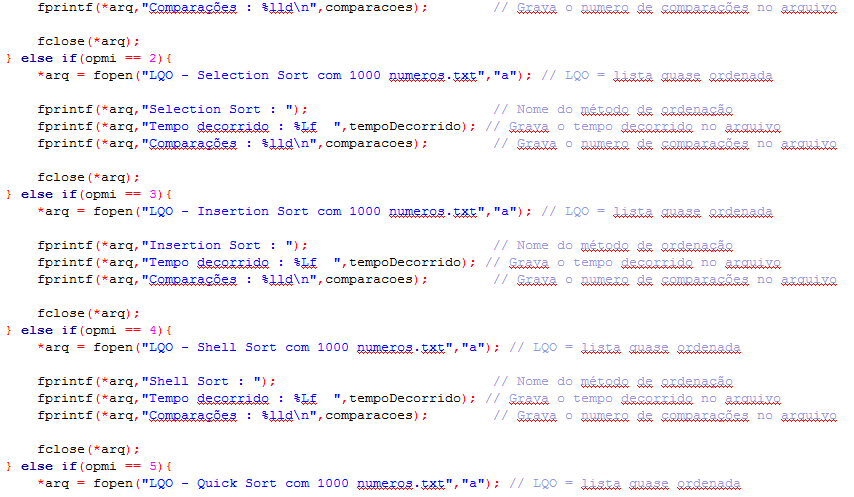 fprintf(*arq,"Comparações : %lld\n",comparacoes); // Grava o numero de comparações no arquivo
fclose(*arq);
} else if(opmi == 2){
*arq = fopen("LQO - Selection Sort com 1000 numeros.txt","a"); // LQO = lista quase ordenada
fprintf(*arq,"Selection Sort : "); // Nome do método de ordenação
fprintf(*arq,"Tempo decorrido : %Lf  ",tempoDecorrido); // Grava o tempo decorrido no arquivo
fprintf(*arq,"Comparações : %lld\n",comparacoes); // Grava o numero de comparações no arquivo
fclose(*arq);
} else if(opmi == 3){
*arq = fopen("LQO - Insertion Sort com 1000 numeros.txt","a"); // LQO = lista quase ordenada
fprintf(*arq,"Insertion Sort : "); // Nome do método de ordenação
fprintf(*arq,"Tempo decorrido : %Lf  ",tempoDecorrido); // Grava o tempo decorrido no arquivo
fprintf(*arq,"Comparações : %lld\n",comparacoes); // Grava o numero de comparações no arquivo
fclose(*arq);
} else if(opmi == 4){
*arq = fopen("LQO - Shell Sort com 1000 numeros.txt","a"); // LQO = lista quase ordenada
fprintf(*arq,"Shell Sort : "); // Nome do método de ordenação
fprintf(*arq,"Tempo decorrido : %Lf  ",tempoDecorrido); // Grava o tempo decorrido no arquivo
fprintf(*arq,"Comparações : %lld\n",comparacoes); // Grava o numero de comparações no arquivo
fclose(*arq);
} else if(opmi == 5){
*arq = fopen("LQO - Quick Sort com 1000 numeros.txt","a"); // LQO = lista quase ordenada